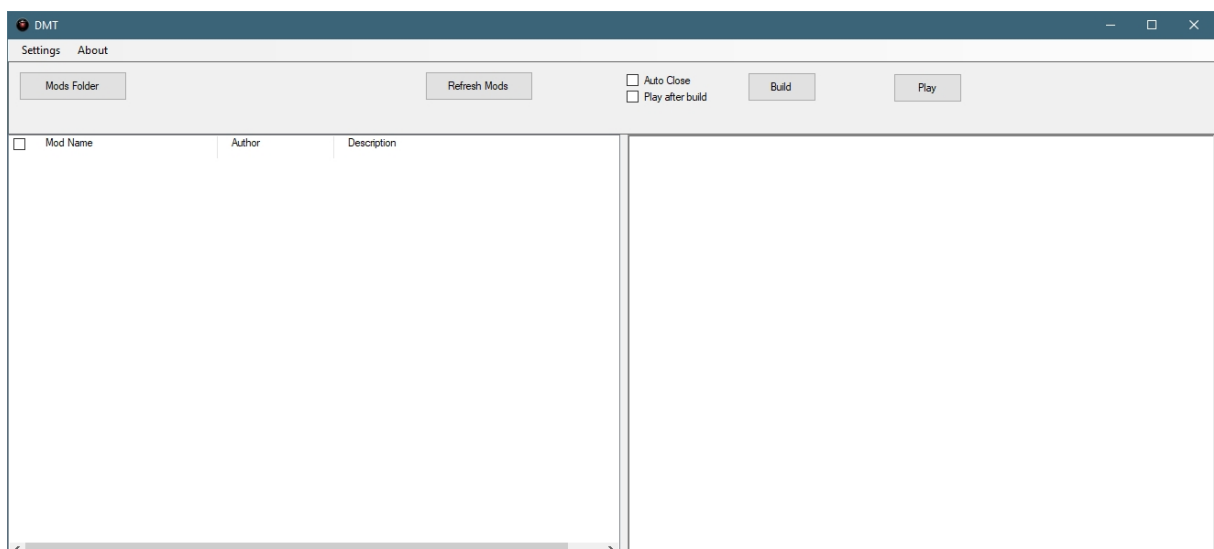 DMT
Settings About
Mods Folder Refresh Mods Auto Close Build Play
Play after build
Mod Name Author Description